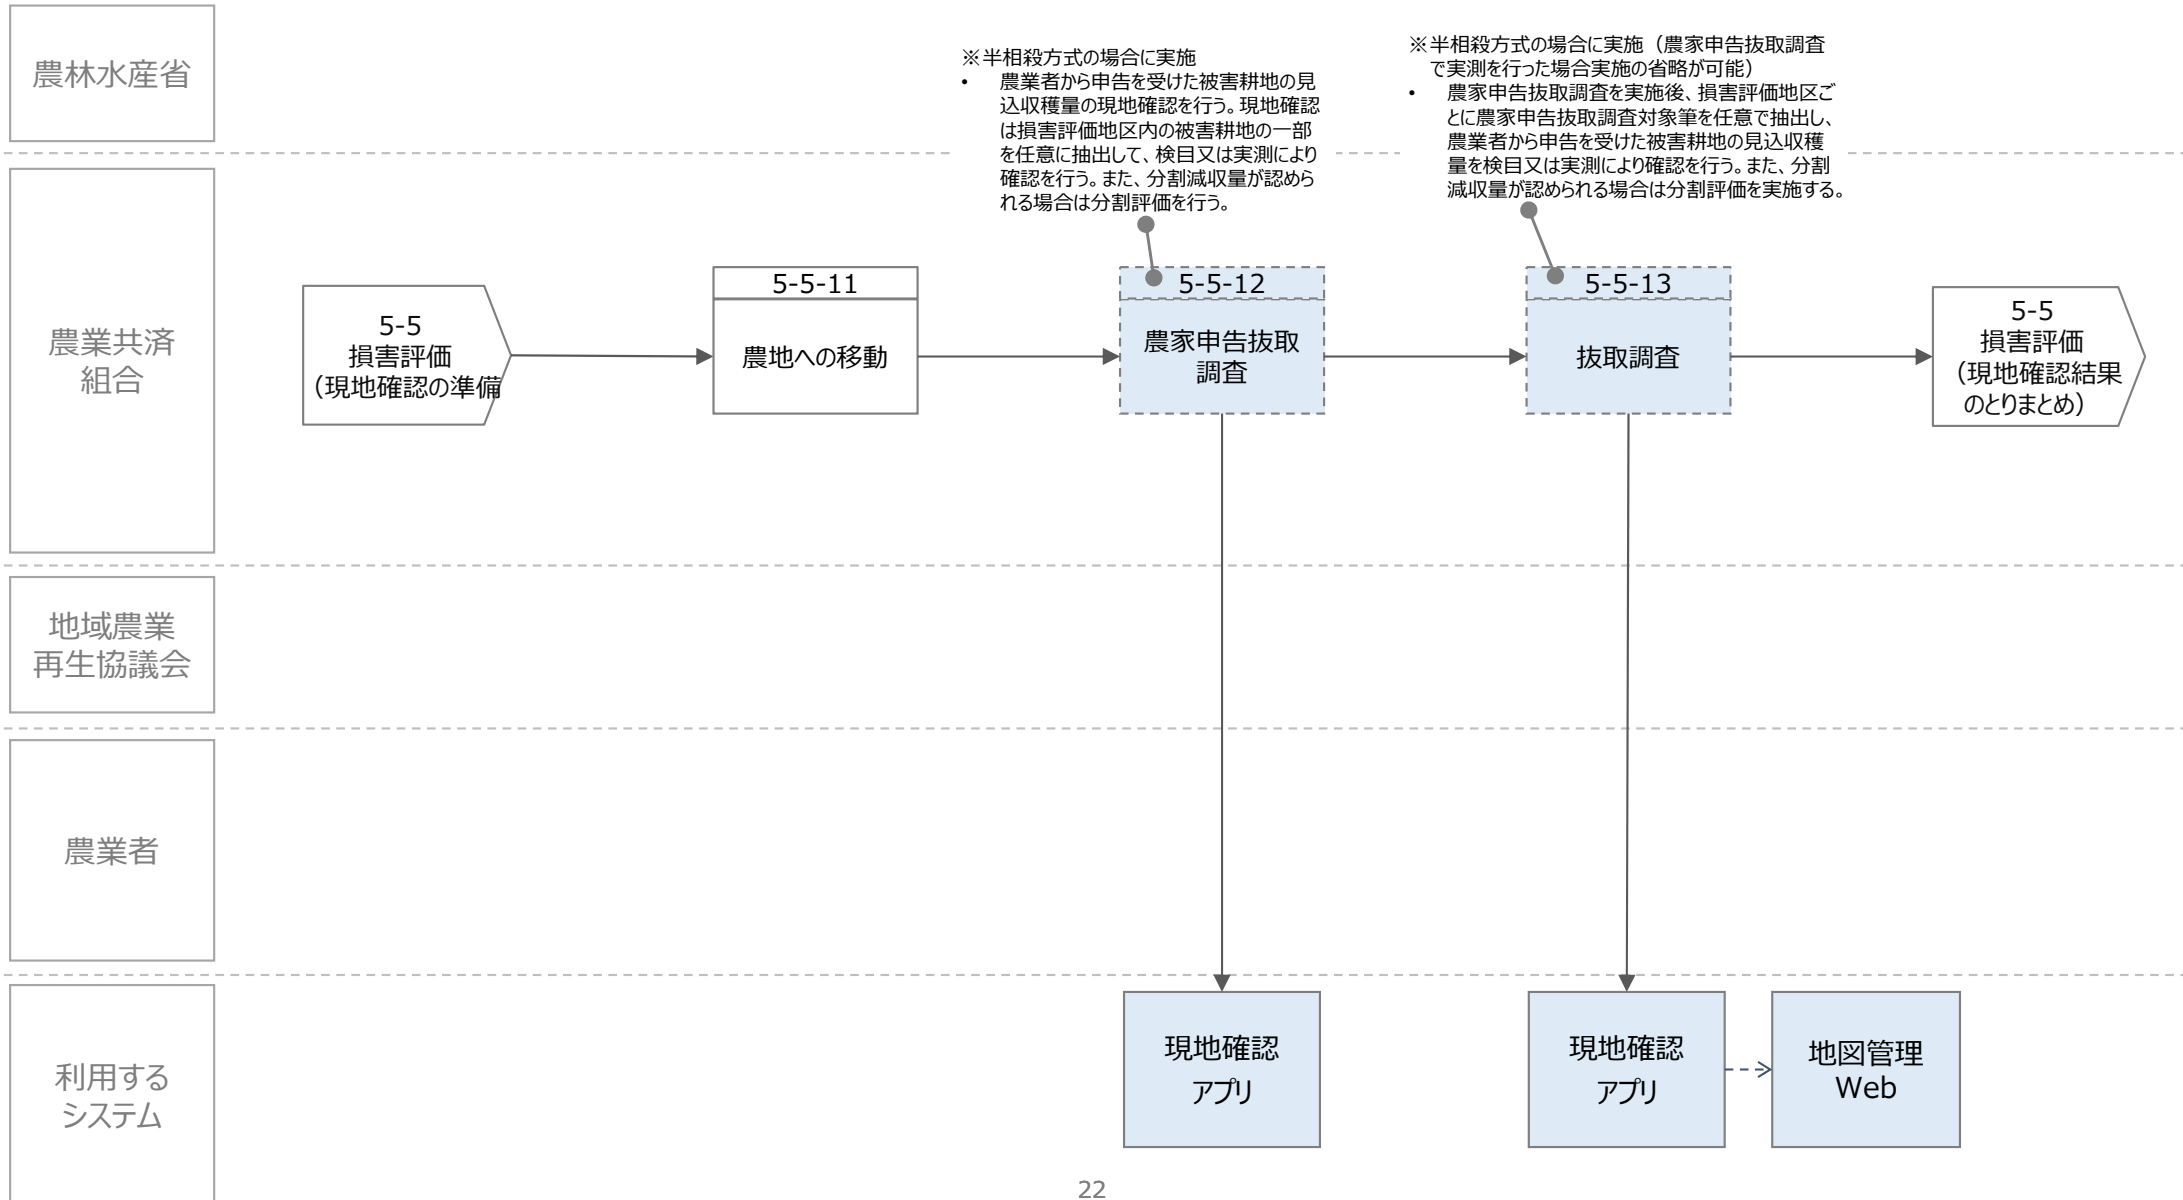 農林水産省
※半相殺方式の場合に実施
• 農業者から申告を受けた被害耕地の見
込収穫量の現地確認を行う。現地確認
は損害評価地区内の被害耕地の一部
を任意に抽出して、検目又は実測により
確認を行う。また、分割減収量が認めら
れる場合は分割評価を行う。
※半相殺方式の場合に実施（農家申告抜取調査
で実測を行った場合実施の省略が可能）
• 農家申告抜取調査を実施後、損害評価地区ご
とに農家申告抜取調査対象筆を任意で抽出し、
農業者から申告を受けた被害耕地の見込収穫
量を検目又は実測により確認を行う。また、分割
減収量が認められる場合は分割評価を実施する。
農業共済
組合
5-5
損害評価
（現地確認の準備
5-5-11
農地への移動
5-5-12
農家申告抜取
調査
5-5-13
抜取調査
5-5
損害評価
（現地確認結果
のとりまとめ）
地域農業
再生協議会
農業者
利用する
システム
現地確認
アプリ
現地確認
アプリ
地図管理
Web
22